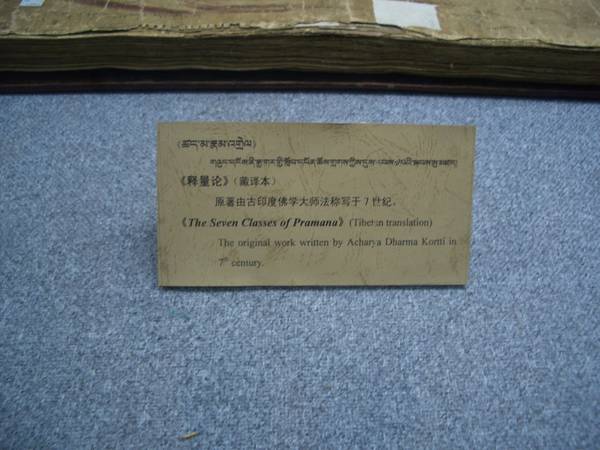 (ཚད་མ་རྣམ་འགྲེལ)
《释量论》(藏译本)
原著由古印度佛学大师法称写于 7 世纪。
《The Seven Classes of Pramana》(Tibetan translation)
The original work written by Acharya Dharma Kortti in
7th century.